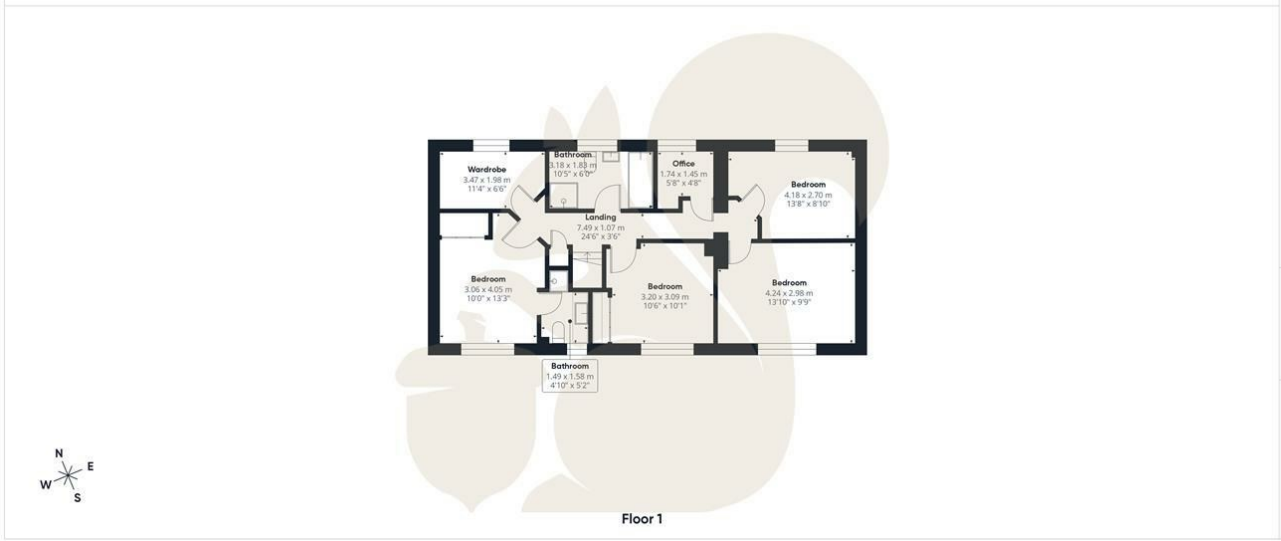 Wardrobe
3.47 x 1.98 m
11'4" x 6'6"
Bathroom
3.18 x 1.83 m
10'5" x 6'0"
Office
1.74 x 1.45 m
5'8" x 4'8"
Bedroom
4.18 x 2.70 m
13'8" x 8'10"
Landing
7.49 x 1.07 m
24'6" x 3'6"
Bedroom
3.06 x 4.05 m
10'0" x 13'3"
Bedroom
3.20 x 3.09 m
10'6" x 10'1"
Bedroom
4.24 x 2.98 m
13'10" x 9'9"
Bathroom
1.49 x 1.58 m
4'10" x 5'2"
N
E
W
S
Floor 1